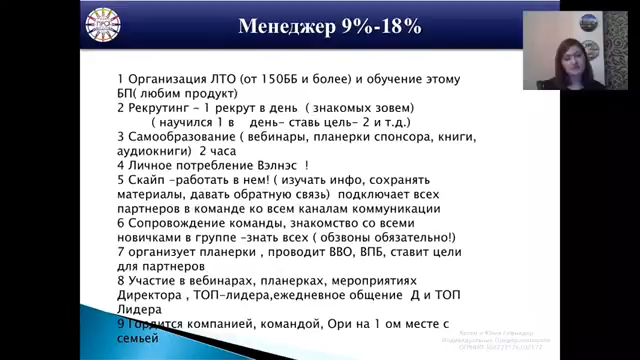 Менеджер 9%-18%
1 Организация ЛТО (от 150ББ и более) и обучение этому
БП( любим продукт)
2 Рекрутинг – 1 рекрут в день ( знакомых зовем)
( научился 1 в день- ставь цель- 2 и т.д.)
3 Самообразование ( вебинары, планерки спонсора, книги,
аудиокниги) 2 часа
4 Личное потребление Вэлнэс !
5 Скайп –работать в нем! ( изучать инфо, сохранять
материалы, давать обратную связь) подключает всех
партнеров в команде ко всем каналам коммуникации
6 Сопровождение команды, знакомство со всеми
новичками в группе –знать всех ( обзвоны обязательно!)
7 организует планерки , проводит ВВО, ВПБ, ставит цели
для партнеров
8 Участие в вебинарах, планерках, мероприятиях
Директора , ТОП-лидера,ежедневное общение Д и ТОП
Лидера
9 Гордится компанией, командой, Ори на 1 ом месте с
семьей